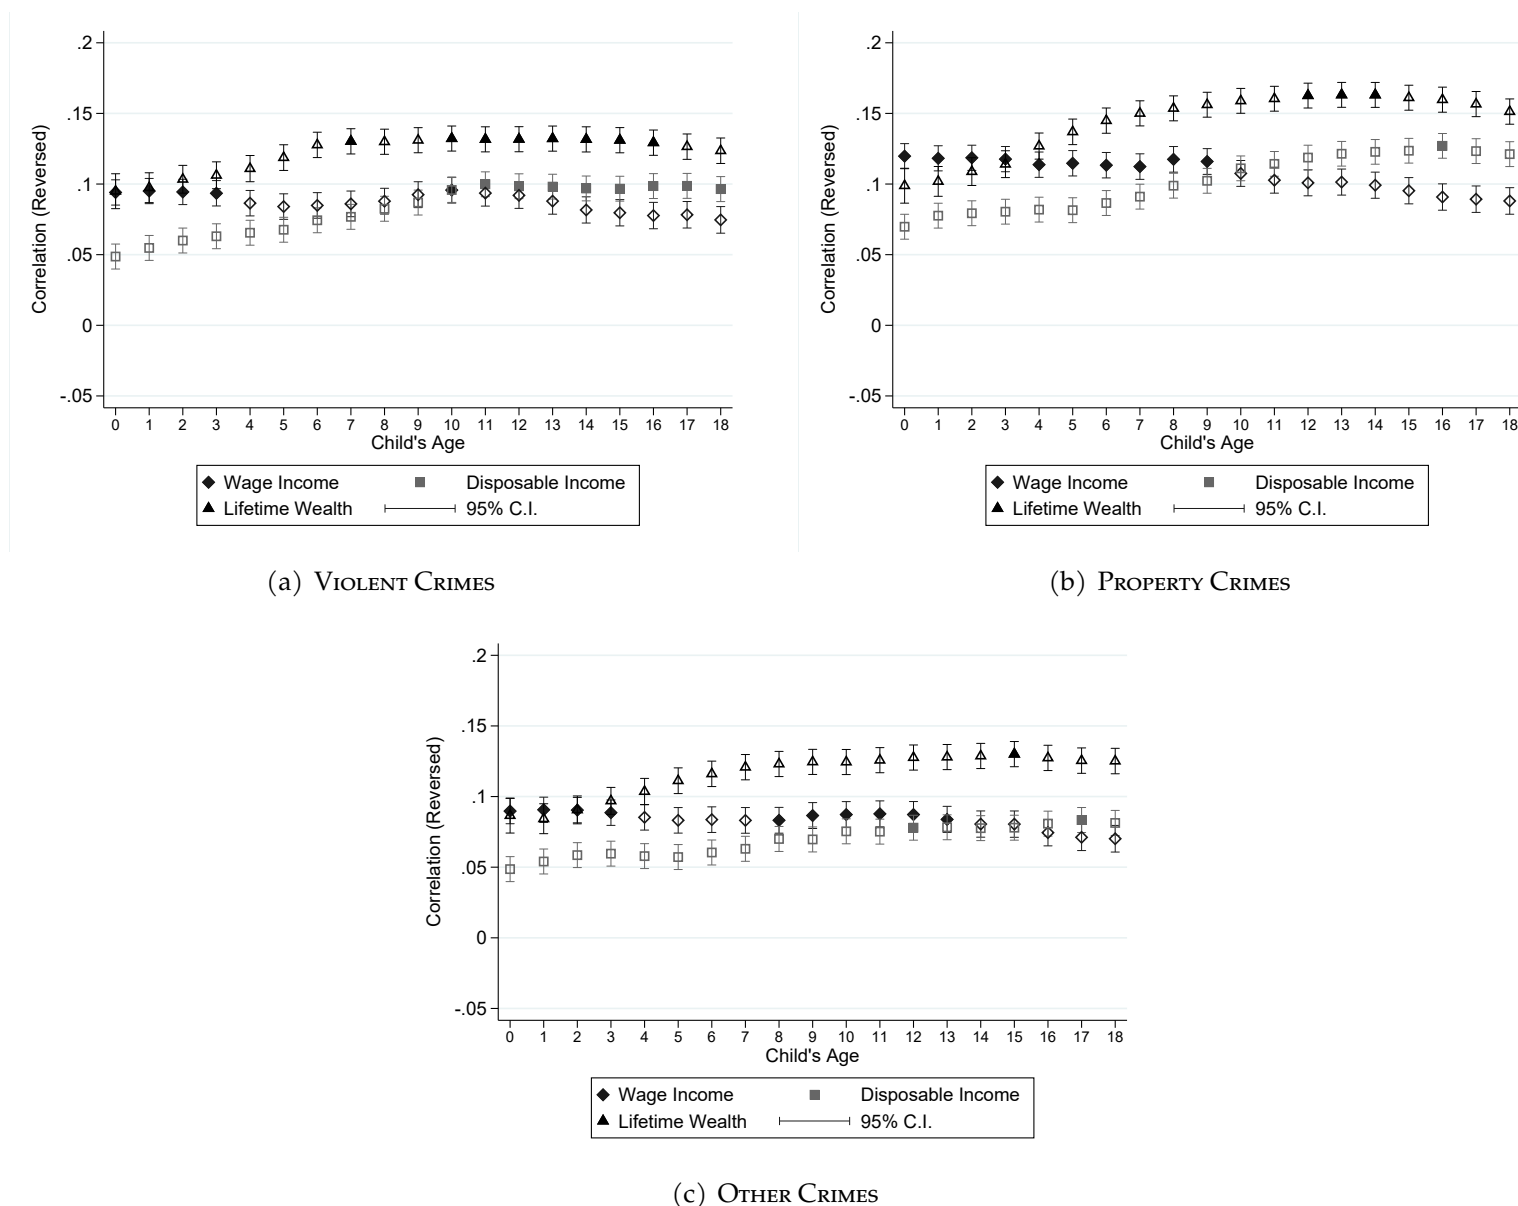 .2
.15
.1
.05
0
-.05
Correlation (Reversed)
0 1 2 3 4 5 6 7 8 9 10 11 12 13 14 15 16 17 18
Child's Age
Wage Income Disposable Income
Lifetime Wealth 95% C.I.
(a) Violent Crimes
.2
.15
.1
.05
0
-.05
Correlation (Reversed)
0 1 2 3 4 5 6 7 8 9 10 11 12 13 14 15 16 17 18
Child's Age
Wage Income Disposable Income
Lifetime Wealth 95% C.I.
(b) Property Crimes
.2
.15
.1
.05
0
-.05
Correlation (Reversed)
0 1 2 3 4 5 6 7 8 9 10 11 12 13 14 15 16 17 18
Child's Age
Wage Income Disposable Income
Lifetime Wealth 95% C.I.
(c) Other Crimes